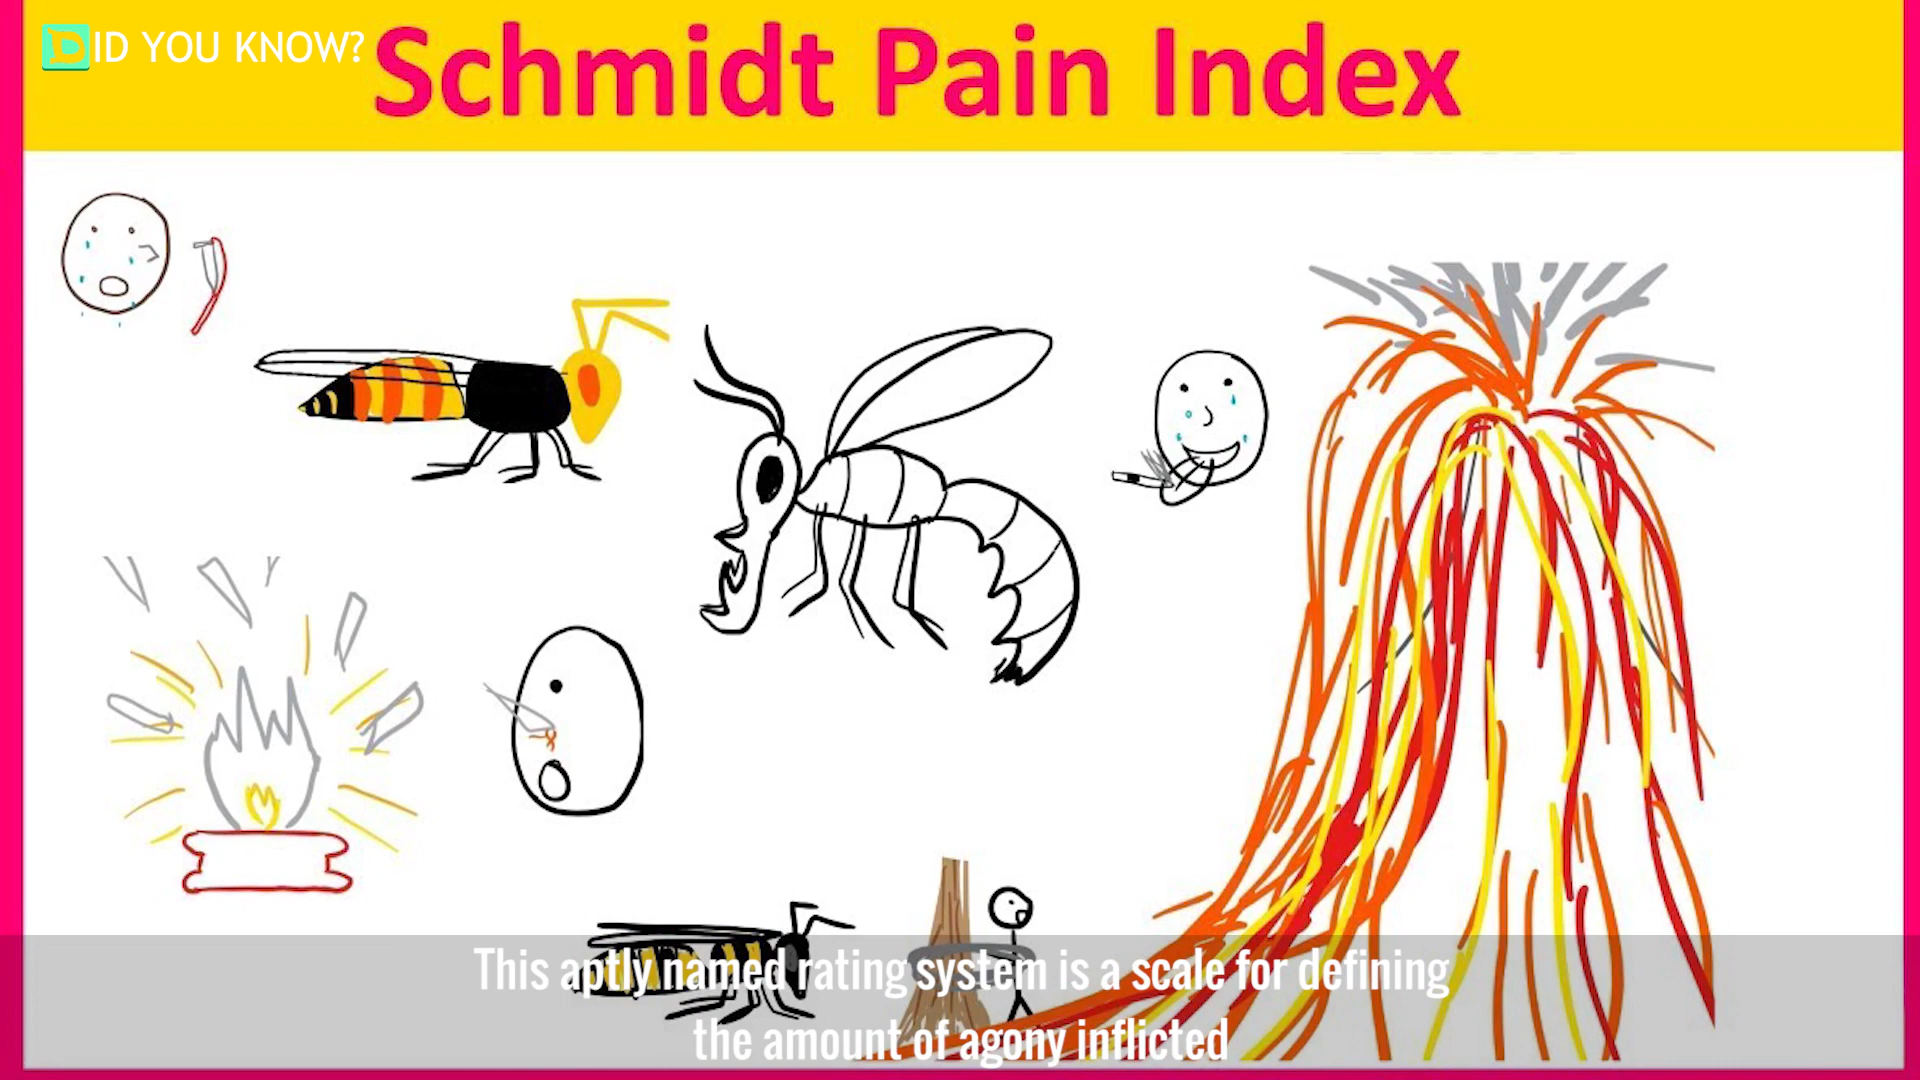 DID YOU KNOW?
Schmidt Pain Index
This aptly named rating system is a scale for defining
the amount of agony inflicted